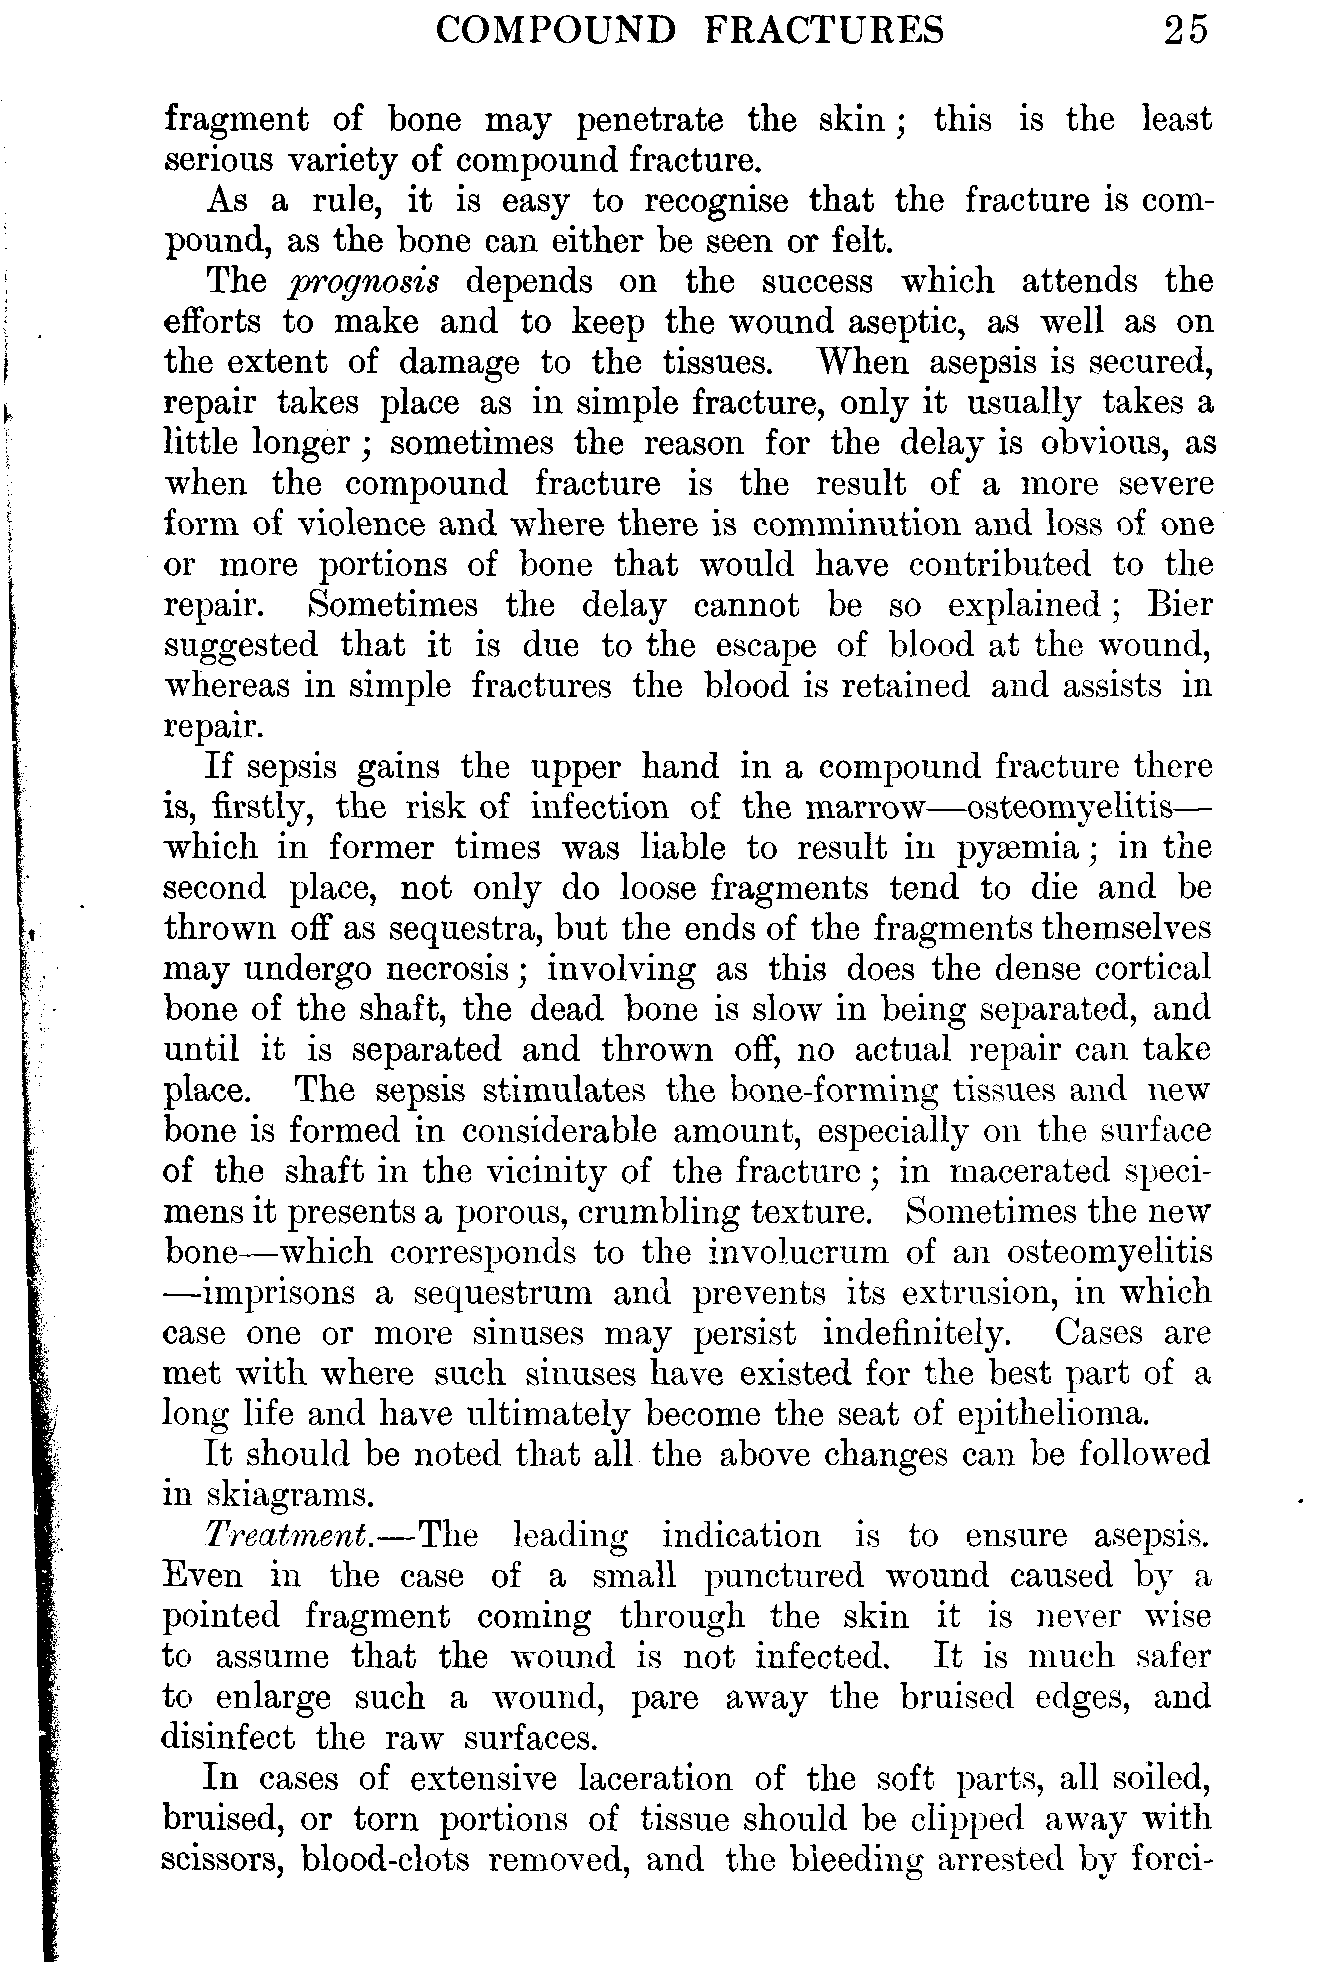 COMPOUND FRACTURES 25
fragment of bone may penetrate the skin ; this is the least
serious variety of compound fracture.
As a rule, it is easy to recognise that the fracture is com-
pound, as the bone can either be seen or felt.
The prognosis depends on the success which attends the
efforts to make and to keep the wound aseptic, as well as on
the extent of damage to the tissues. When asepsis is secured,
repair takes place as in simple fracture, only it usually takes a
little longer ; sometimes the reason for the delay is obvious, as
when the compound fracture is the result of a more severe
form of violence and where there is comminution and loss of one
or more portions of bone that would have contributed to the
repair. Sometimes the delay cannot be so explained ; Bier
suggested that it is due to the escape of blood at the wound,
whereas in simple fractures the blood is retained and assists in
repair.
If sepsis gains the upper hand in a compound fracture there
is, firstly, the risk of infection of the marrow—osteomyelitis—
which in former times was liable to result in pyæmia ; in the
second place, not only do loose fragments tend to die and be
thrown off as sequestra, but the ends of the fragments themselves
may undergo necrosis ; involving as this does the dense cortical
bone of the shaft, the dead bone is slow in being separated, and
until it is separated and thrown off, no actual repair can take
place. The sepsis stimulates the bone-forming tissues and new
bone is formed in considerable amount, especially on the surface
of the shaft in the vicinity of the fracture ; in macerated speci-
mens it presents a porous, crumbling texture. Sometimes the new
bone—which corresponds to the involucrum of an osteomyelitis
—imprisons a sequestrum and prevents its extrusion, in which
case one or more sinuses may persist indefinitely. Cases are
met with where such sinuses have existed for the best part of a
long life and have ultimately become the seat of epithelioma.
It should be noted that all the above changes can be followed
in skiagrams.
Treatment.—The leading indication is to ensure asepsis.
Even in the case of a small punctured wound caused by a
pointed fragment coming through the skin it is never wise
to assume that the wound is not infected. It is much safer
to enlarge such a wound, pare away the bruised edges, and
disinfect the raw surfaces.
In cases of extensive laceration of the soft parts, all soiled,
bruised, or torn portions of tissue should be clipped away with
scissors, blood-clots removed, and the bleeding arrested by forci-